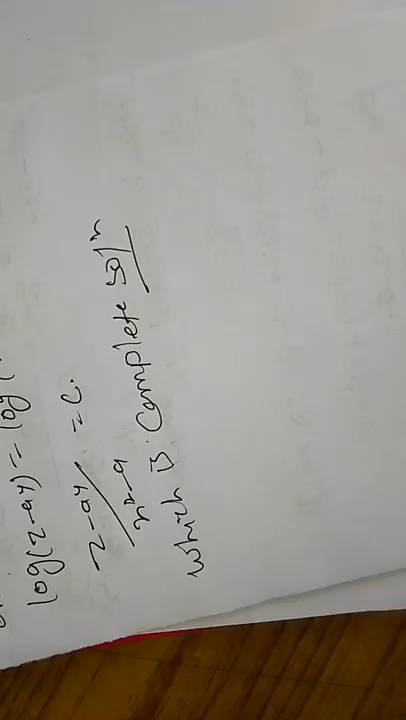 log(z-ay) = log(
z-ay/x²-a = c.
which is complete soln